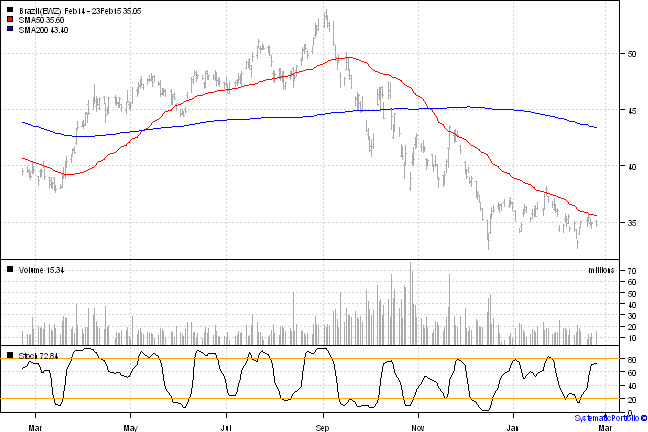 Brazil(EWZ) Feb14 - 23Feb15 35.05
SMA50 35.60
SMA200 43.40
50
45
40
35
Volume 15.34
millions
70
60
50
40
30
20
10
Stoch 72.84
80
60
40
20
0
Mar May Jul Sep Nov Jan Mar
SystematicPortfolio ©